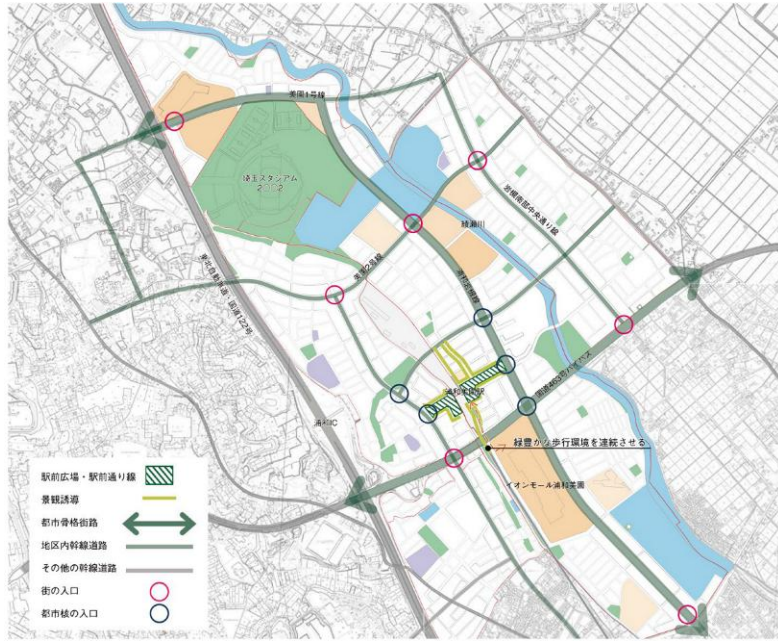 美園1号線
埼玉スタジアム
2○○2
岩槻南部中央通り線
綾瀬川
美園2号線
東北自動車道・国道122号
浦和美園駅
国道463号バイパス
浦和IC
緑豊かな歩行環境を連続させる
イオンモール浦和美園
駅前広場・駅前通り線
景観誘導
都市骨格街路
地区内幹線道路
その他の幹線道路
街の入口
都市核の入口